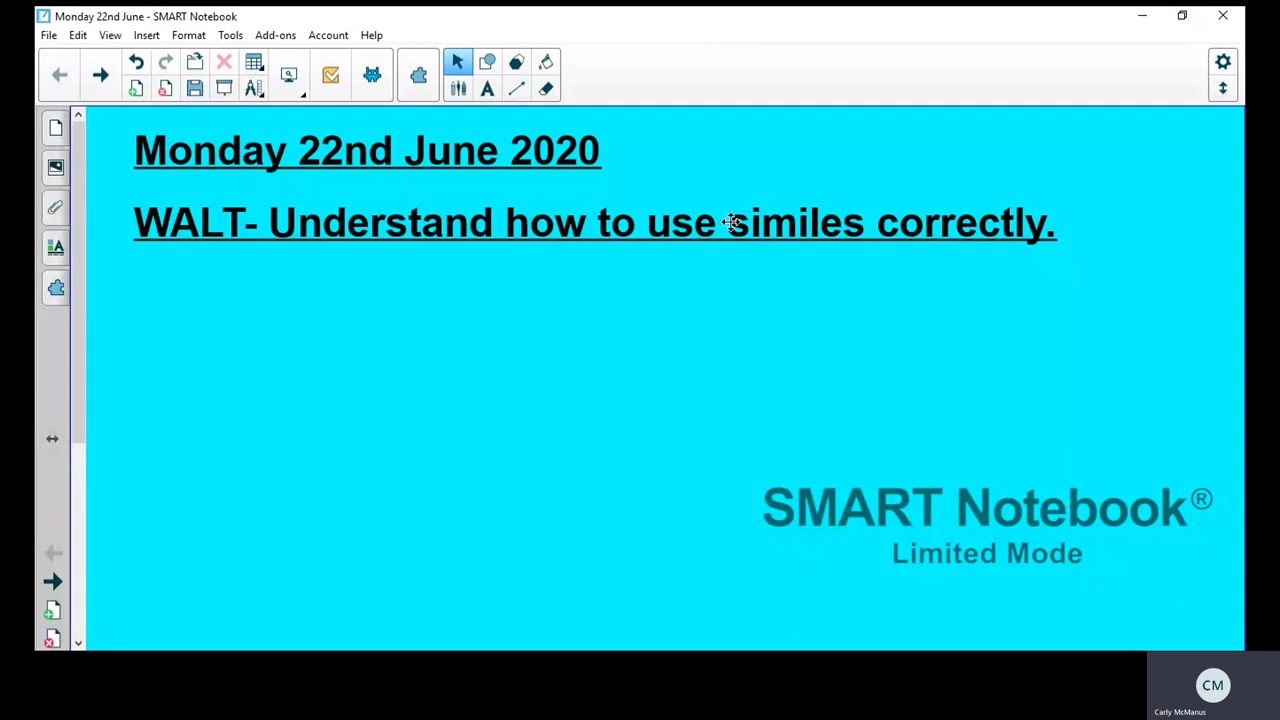 Monday 22nd June - SMART Notebook
File Edit View Insert Format Tools Add-ons Account Help
Monday 22nd June 2020
WALT- Understand how to use similes correctly.
SMART Notebook®
Limited Mode
CM
Carly McManus